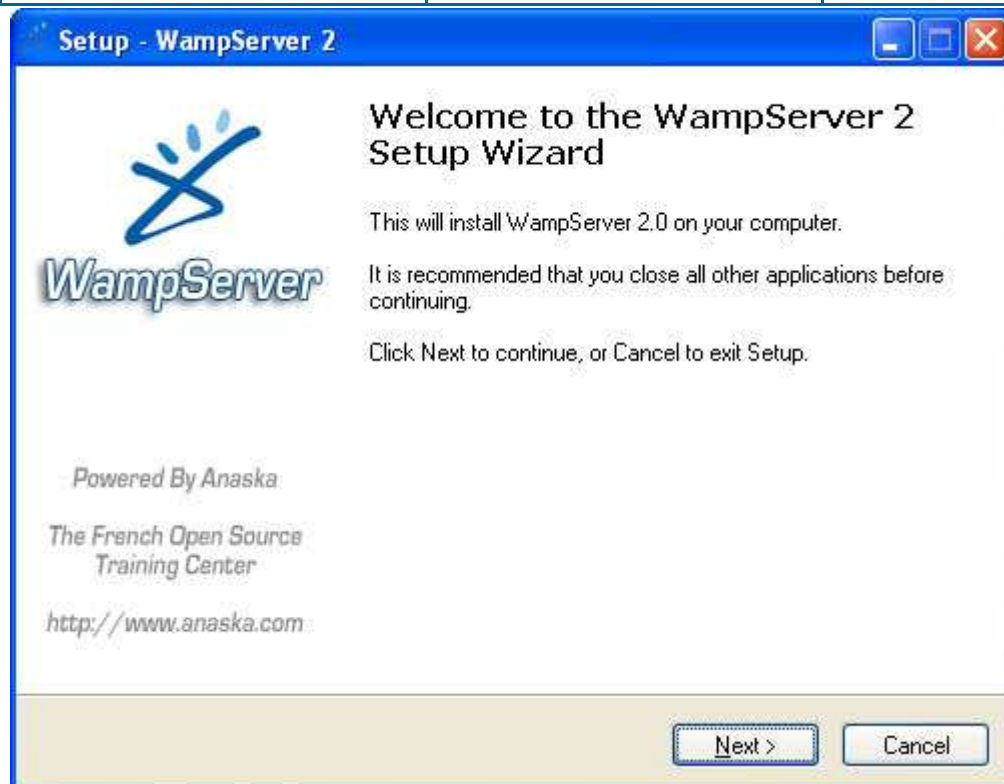 Setup - WampServer 2
Welcome to the WampServer 2
Setup Wizard
This will install WampServer 2.0 on your computer.
It is recommended that you close all other applications before
continuing.
Click Next to continue, or Cancel to exit Setup.
WampServer
Powered By Anaska
The French Open Source
Training Center
http://www.anaska.com
Next >
Cancel